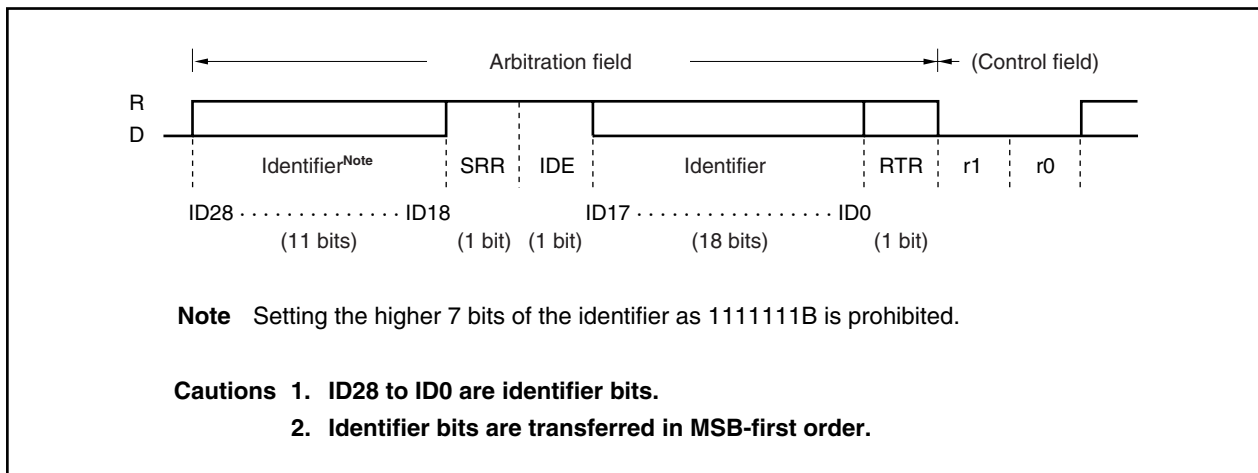 Arbitration field (Control field)
R
D
Identifier^Note SRR IDE Identifier RTR r1 r0
ID28 · · · · · · · · · · · · · · ID18 ID17 · · · · · · · · · · · · · · · · · ID0
(11 bits) (1 bit) (1 bit) (18 bits) (1 bit)
Note Setting the higher 7 bits of the identifier as 1111111B is prohibited.
Cautions 1. ID28 to ID0 are identifier bits.
2. Identifier bits are transferred in MSB-first order.